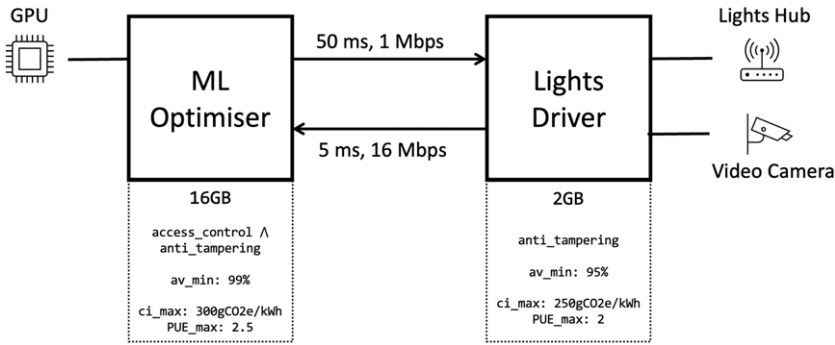 GPU
Lights Hub
50 ms, 1 Mbps
ML
Optimiser
Lights
Driver
5 ms, 16 Mbps
Video Camera
16GB
access_control ∧
anti_tampering
av_min: 99%
ci_max: 300gCO2e/kWh
PUE_max: 2.5
2GB
anti_tampering
av_min: 95%
ci_max: 250gCO2e/kWh
PUE_max: 2